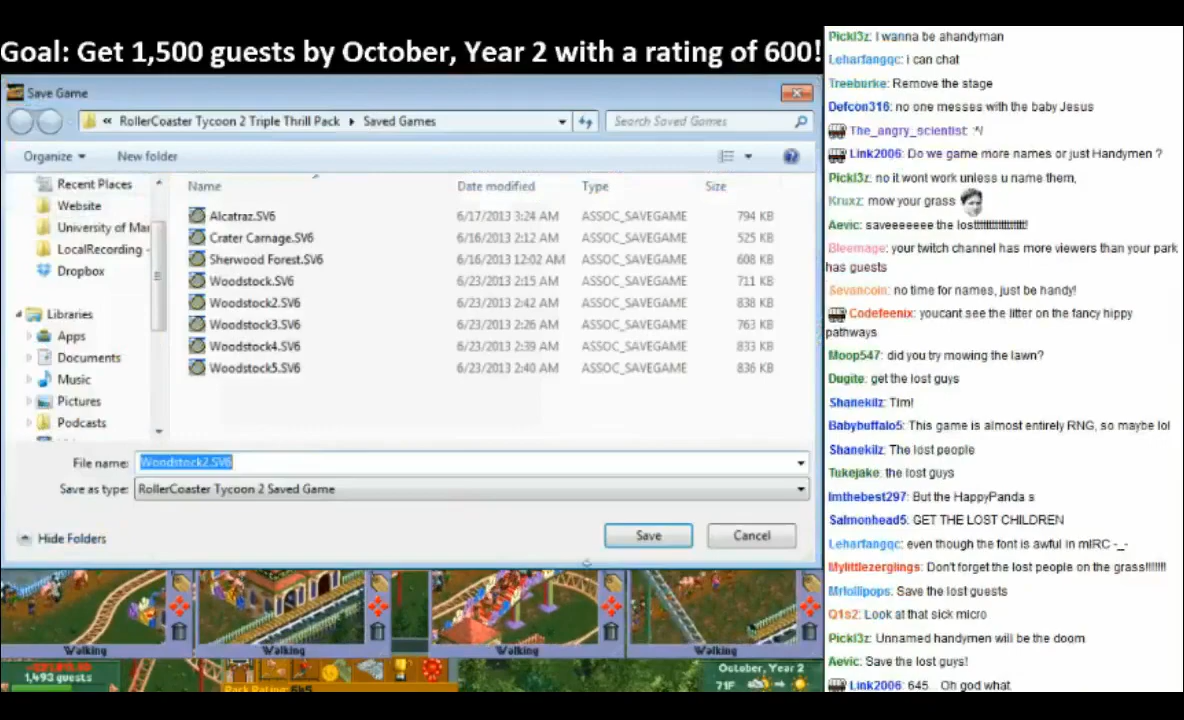 Goal: Get 1,500 guests by October, Year 2 with a rating of 600!
Save Game
« RollerCoaster Tycoon 2 Triple Thrill Pack ▸ Saved Games
Search Saved Games
Organize
New folder
Recent Places
Website
University of Mar
LocalRecording -
Dropbox
Libraries
Apps
Documents
Music
Pictures
Podcasts
Name Date modified Type Size
Alcatraz.SV6 6/17/2013 3:24 AM ASSOC_SAVEGAME 794 KB
Crater Carnage.SV6 6/16/2013 2:12 AM ASSOC_SAVEGAME 525 KB
Sherwood Forest.SV6 6/16/2013 12:02 AM ASSOC_SAVEGAME 608 KB
Woodstock.SV6 6/23/2013 2:15 AM ASSOC_SAVEGAME 711 KB
Woodstock2.SV6 6/23/2013 2:42 AM ASSOC_SAVEGAME 838 KB
Woodstock3.SV6 6/23/2013 2:26 AM ASSOC_SAVEGAME 763 KB
Woodstock4.SV6 6/23/2013 2:39 AM ASSOC_SAVEGAME 833 KB
Woodstock5.SV6 6/23/2013 2:40 AM ASSOC_SAVEGAME 836 KB
File name: Woodstock2.SV6
Save as type: RollerCoaster Tycoon 2 Saved Game
Hide Folders
Save
Cancel
Walking
Walking
Walking
Walking
1,493 guests
Park Rating: 645
October, Year 2
71F
Pickl3z: I wanna be ahandyman
Leharfangqc: i can chat
Treeburke: Remove the stage
Defcon316: no one messes with the baby Jesus
The_angry_scientist: :'\/
Link2006: Do we game more names or just Handymen ?
Pickl3z: no it wont work unless u name them,
Kruxz: mow your grass
Aevic: saveeeeeee the losttttttttttttttttttt!
Bleemage: your twitch channel has more viewers than your park
has guests
Sevancoin: no time for names, just be handy!
Codefeenix: youcant see the litter on the fancy hippy
pathways
Moop547: did you try mowing the lawn?
Dugite: get the lost guys
Shanekilz: Tim!
Babybuffalo5: This game is almost entirely RNG, so maybe lol
Shanekilz: The lost people
Tukejake: the lost guys
Imthebest297: But the HappyPanda s
Salmonhead5: GET THE LOST CHILDREN
Leharfangqc: even though the font is awful in mIRC -_-
Mylittlezerglings: Don't forget the lost people on the grass!!!!!!!
Mrlollipops: Save the lost guests
Q1s2: Look at that sick micro
Pickl3z: Unnamed handymen will be the doom
Aevic: Save the lost guys!
Link2006: 645... Oh god what